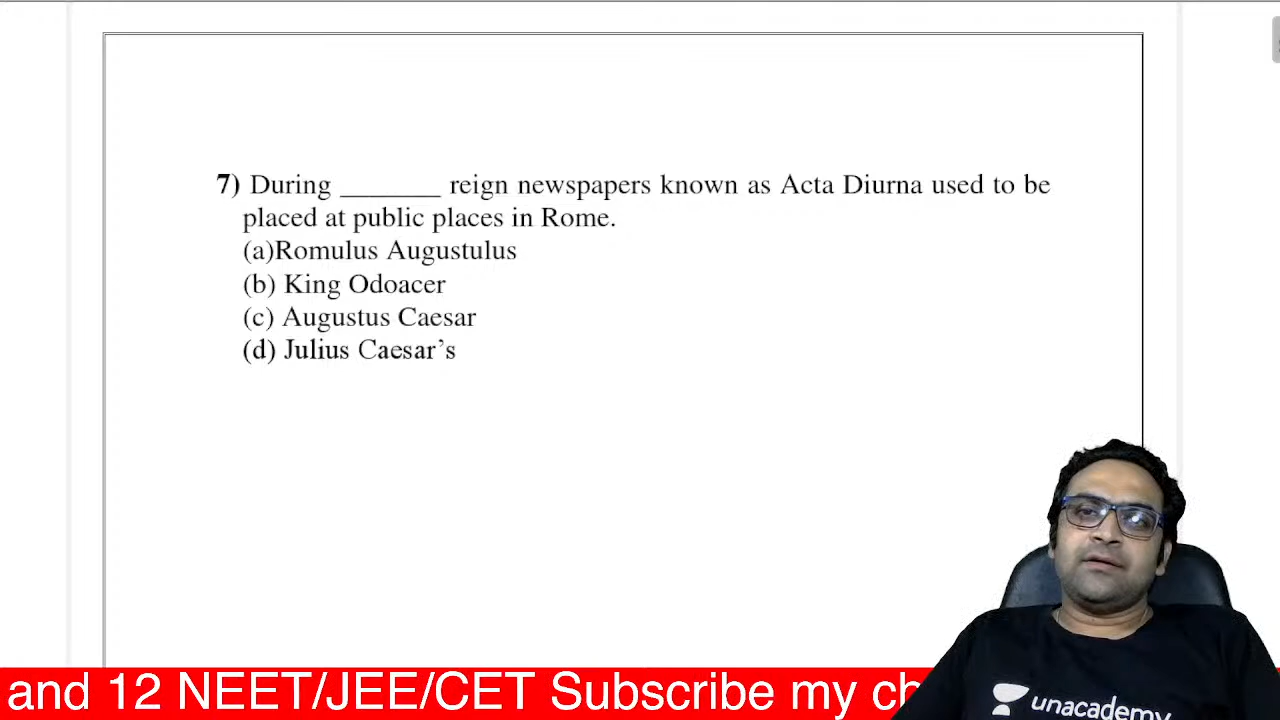 7) During _______ reign newspapers known as Acta Diurna used to be
placed at public places in Rome.
(a)Romulus Augustulus
(b) King Odoacer
(c) Augustus Caesar
(d) Julius Caesar’s
and 12 NEET/JEE/CET Subscribe my ch
unacademy